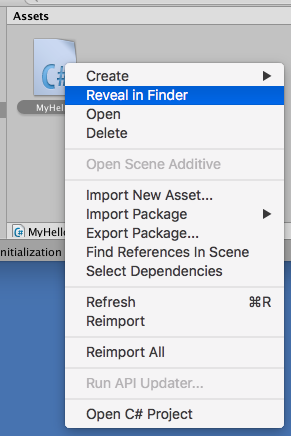 Assets
C#
MyHell
Create
Reveal in Finder
Open
Delete
Open Scene Additive
Import New Asset...
Import Package
Export Package...
Find References In Scene
Select Dependencies
Refresh ⌘R
Reimport
Reimport All
Run API Updater...
Open C# Project
MyHello
nitialization